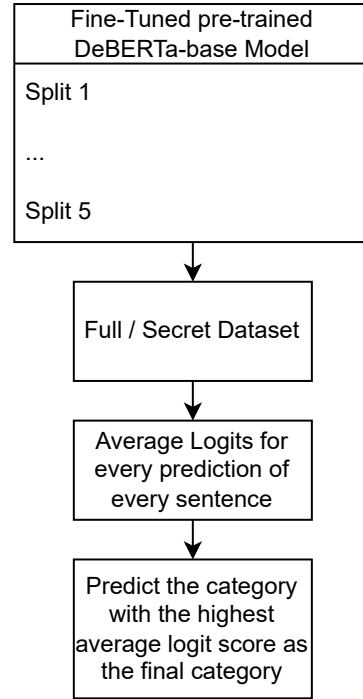 Fine-Tuned pre-trained
DeBERTa-base Model
Split 1
...
Split 5
Full / Secret Dataset
Average Logits for
every prediction of
every sentence
Predict the category
with the highest
average logit score as
the final category